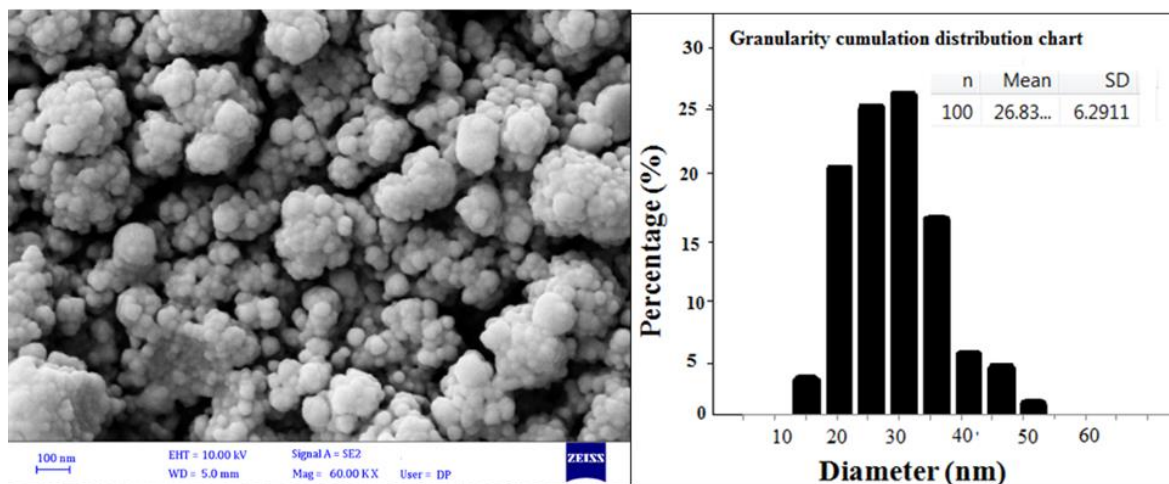 100 nm
EHT = 10.00 kV
Signal A = SE2
WD = 5.0 mm
Mag = 60.00 K X
User = DP
ZEISS
Granularity cumulation distribution chart
n Mean SD
100 26.83... 6.2911
Percentage (%)
30
25
20
15
10
5
0
10 20 30 40 50 60
Diameter (nm)